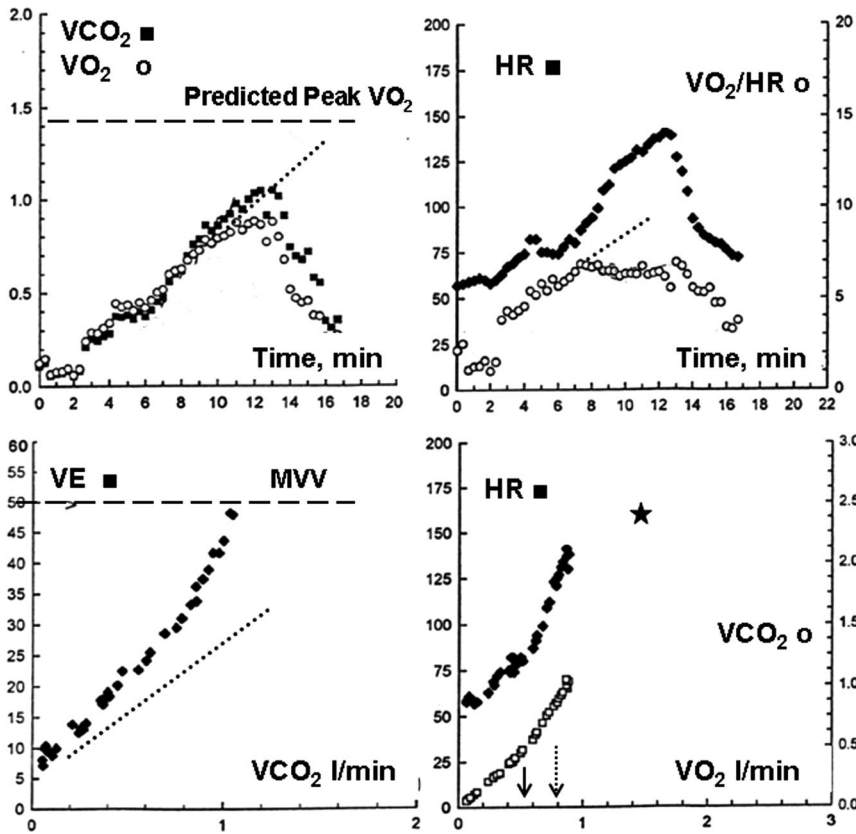 2.0
VCO₂ ■
VO₂ o
Predicted Peak VO₂
1.5
1.0
0.5
0.0
Time, min
0 2 4 6 8 10 12 14 16 18 20
200
175
150
125
100
75
50
25
0
HR ■
VO₂/HR o
20
15
10
5
0
Time, min
0 2 4 6 8 10 12 14 16 18 20 22
60
50
45
40
35
30
25
20
15
10
5
0
VE ■
MVV
VCO₂ l/min
0 1 2
200
175
150
125
100
75
50
25
0
HR ■
★
VCO₂ o
3.0
2.5
2.0
1.5
1.0
0.5
0.0
VO₂ l/min
0 1 2 3